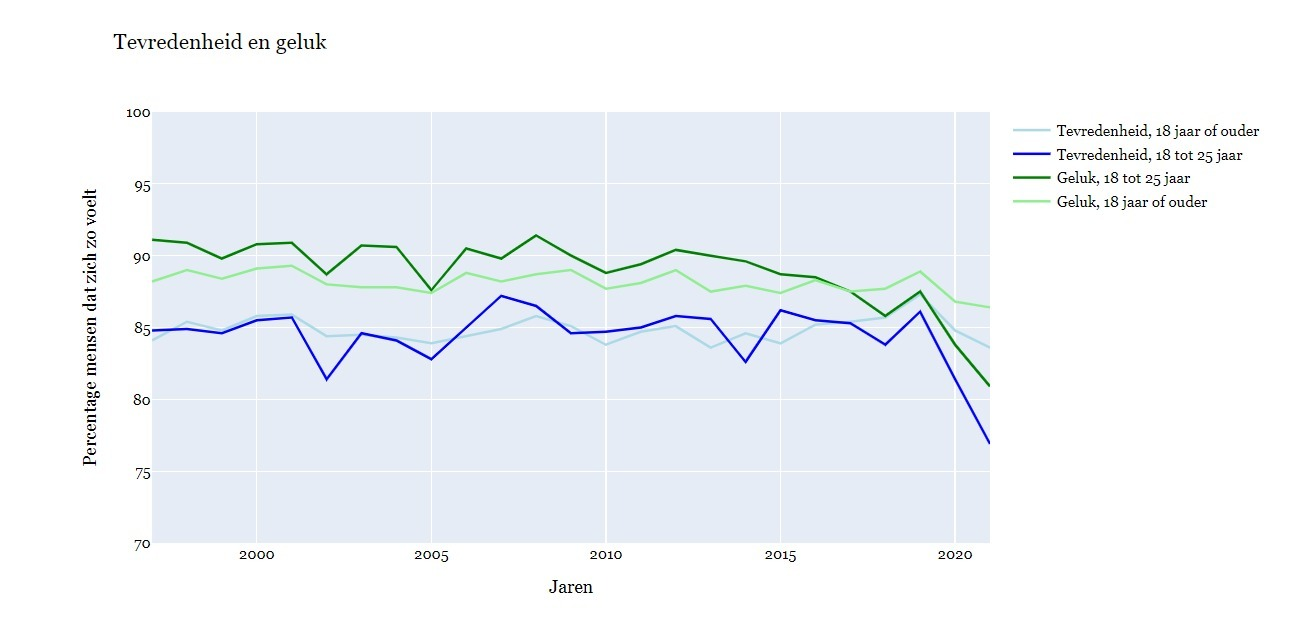 Tevredenheid en geluk
Percentage mensen dat zich zo voelt
100
95
90
85
80
75
70
2000
2005
2010
2015
2020
Jaren
Tevredenheid, 18 jaar of ouder
Tevredenheid, 18 tot 25 jaar
Geluk, 18 tot 25 jaar
Geluk, 18 jaar of ouder